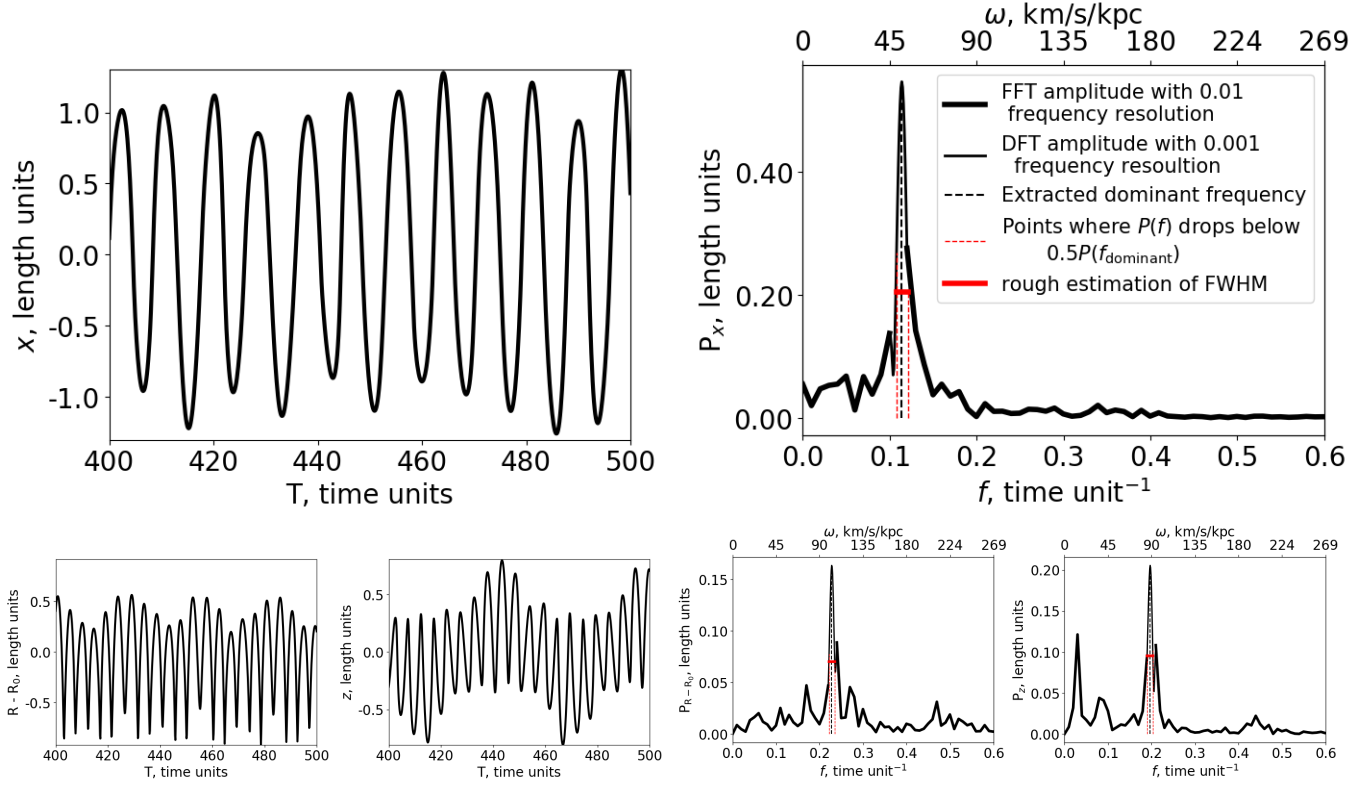 ω, km/s/kpc
0 45 90 135 180 224 269
1.0
0.5
0.0
-0.5
-1.0
x, length units
400 420 440 460 480 500
T, time units
0.40
0.20
0.00
Pₓ, length units
FFT amplitude with 0.01
frequency resolution
DFT amplitude with 0.001
frequency resoultion
Extracted dominant frequency
Points where P(f) drops below
0.5P(f_dominant)
rough estimation of FWHM
0.0 0.1 0.2 0.3 0.4 0.5 0.6
f, time unit⁻¹
0.5
0.0
-0.5
R - R₀, length units
400 420 440 460 480 500
T, time units
0.5
0.0
-0.5
z, length units
400 420 440 460 480 500
T, time units
ω, km/s/kpc
0 45 90 135 180 224 269
0.15
0.10
0.05
0.00
P_R−R₀, length units
0.0 0.1 0.2 0.3 0.4 0.5 0.6
f, time unit⁻¹
ω, km/s/kpc
0 45 90 135 180 224 269
0.20
0.15
0.10
0.05
0.00
P_z, length units
0.0 0.1 0.2 0.3 0.4 0.5 0.6
f, time unit⁻¹